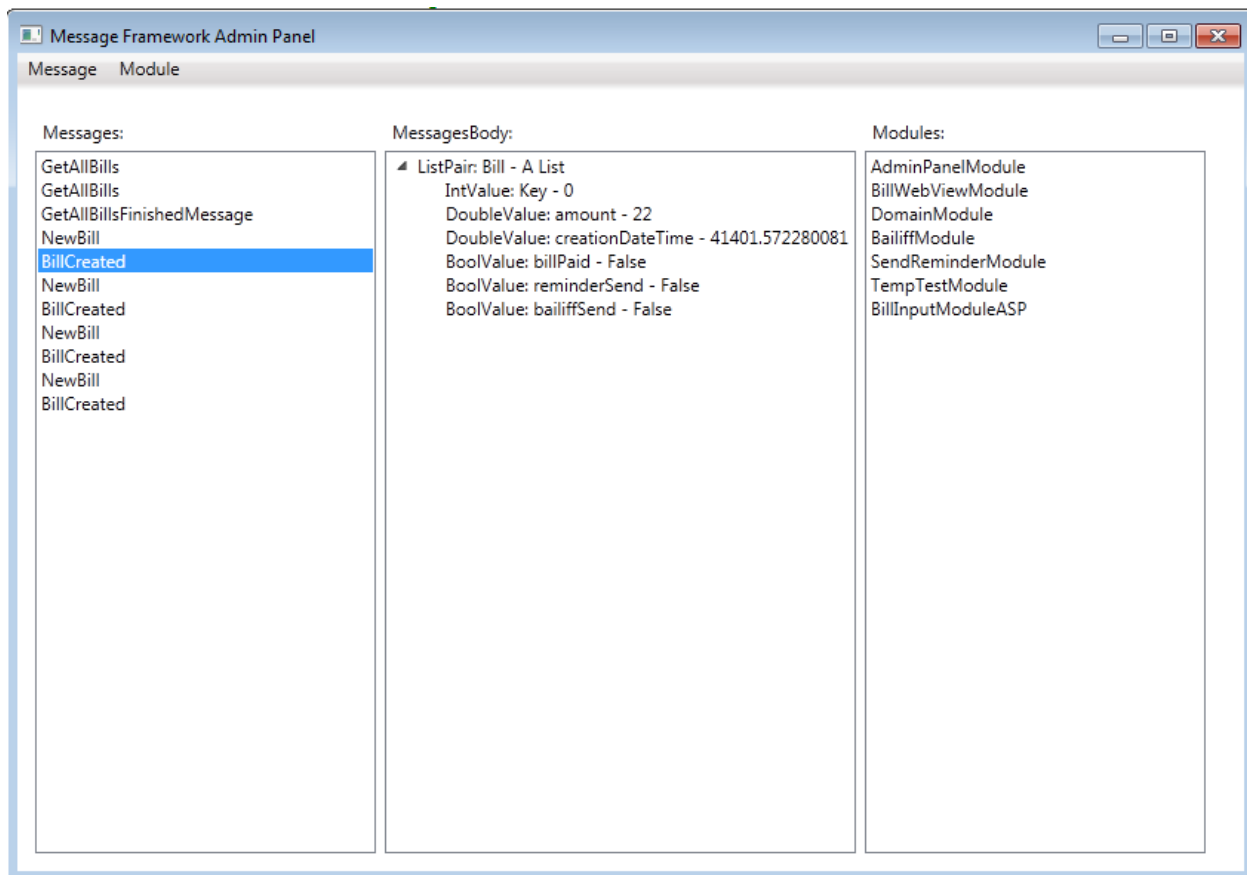 Message Framework Admin Panel
Message Module
Messages:
GetAllBills
GetAllBills
GetAllBillsFinishedMessage
NewBill
BillCreated
NewBill
BillCreated
NewBill
BillCreated
NewBill
BillCreated
MessagesBody:
ListPair: Bill - A List
IntValue: Key - 0
DoubleValue: amount - 22
DoubleValue: creationDateTime - 41401.572280081
BoolValue: billPaid - False
BoolValue: reminderSend - False
BoolValue: bailiffSend - False
Modules:
AdminPanelModule
BillWebViewModule
DomainModule
BailiffModule
SendReminderModule
TempTestModule
BillInputModuleASP